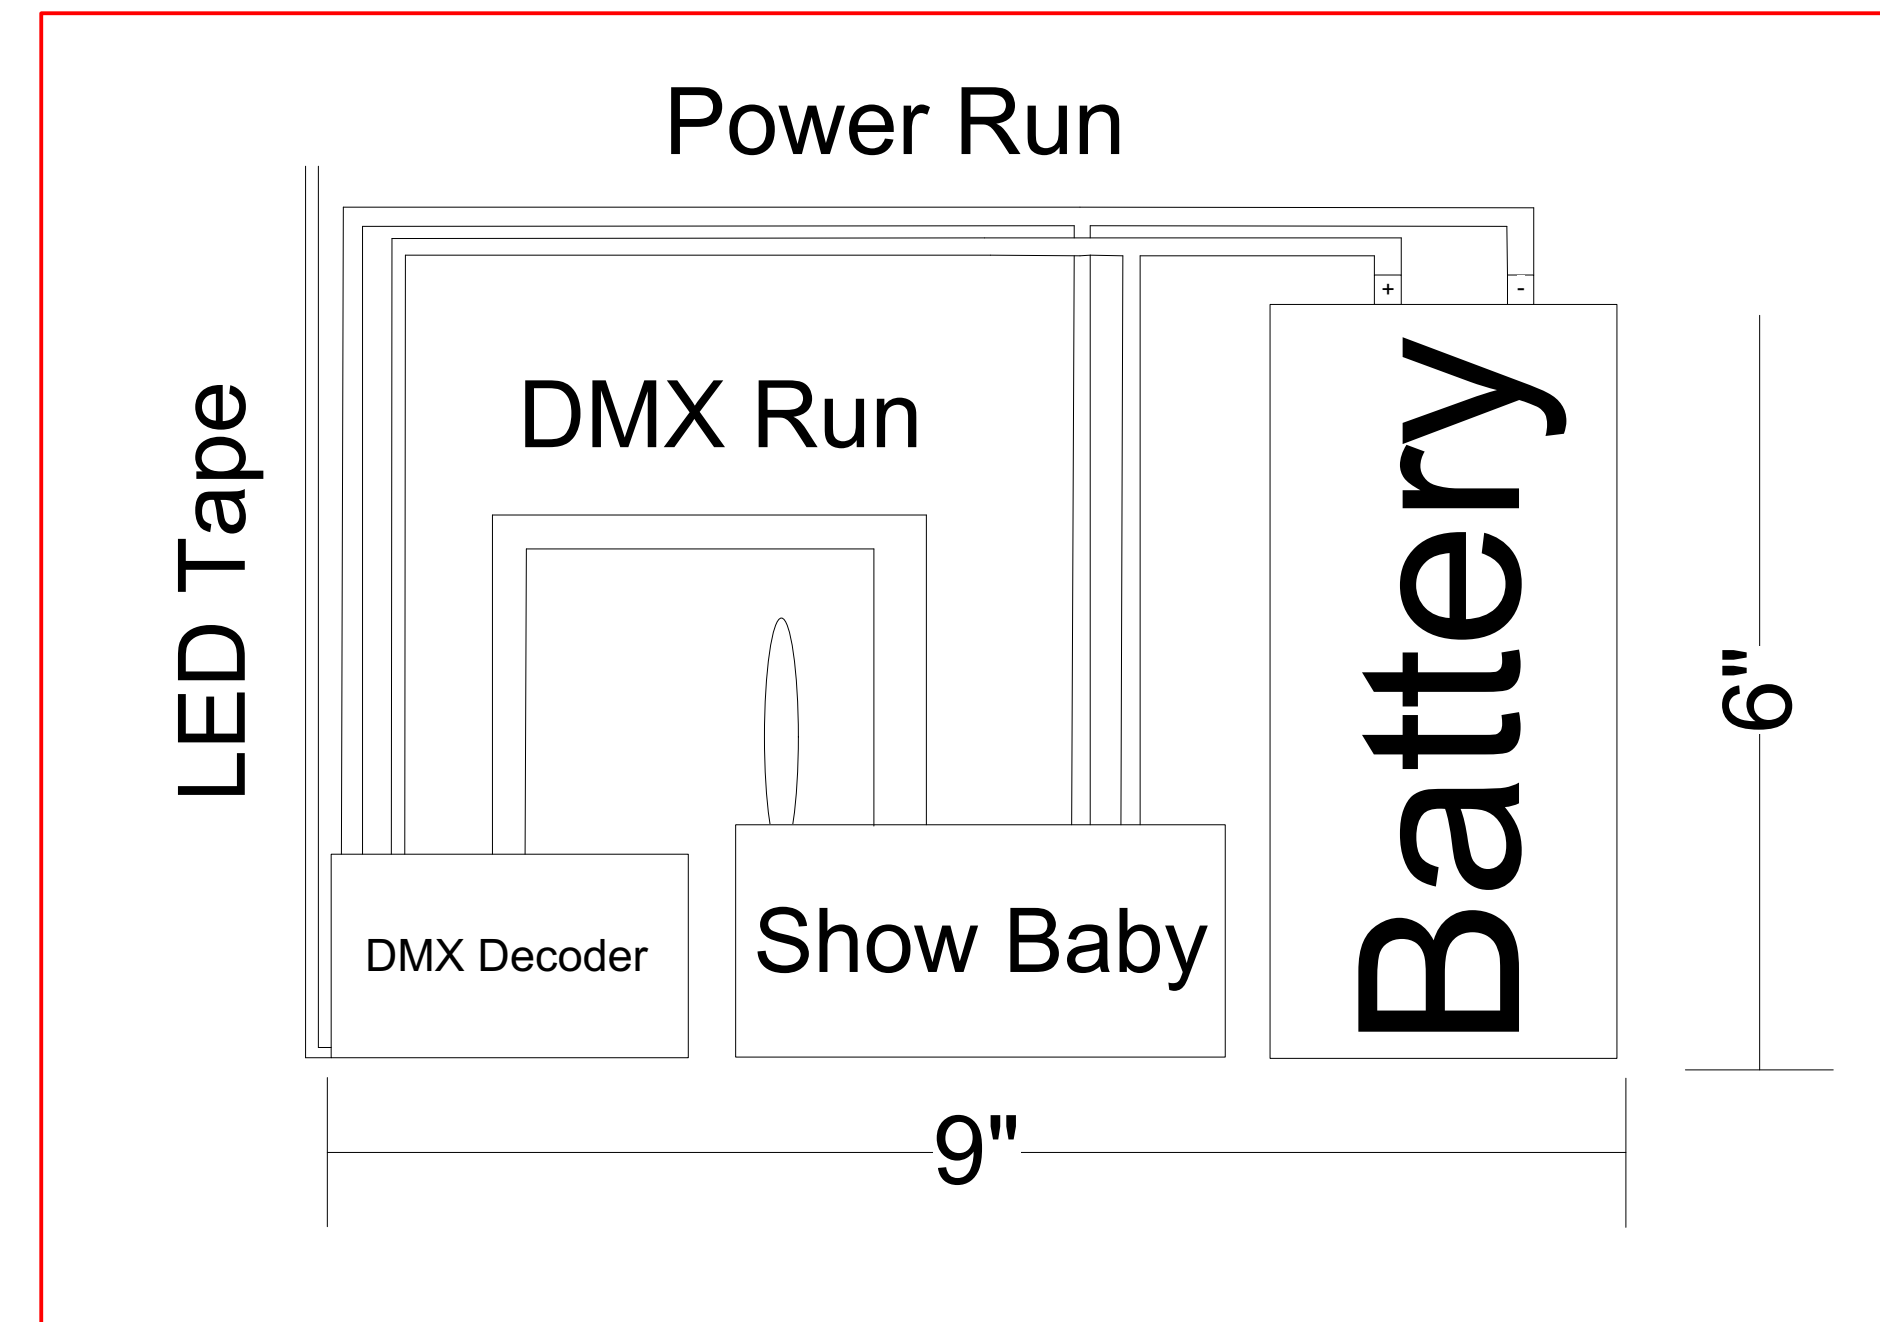 Power Run
LED Tape
DMX Run
+
-
Battery
6"
DMX Decoder
Show Baby
9"